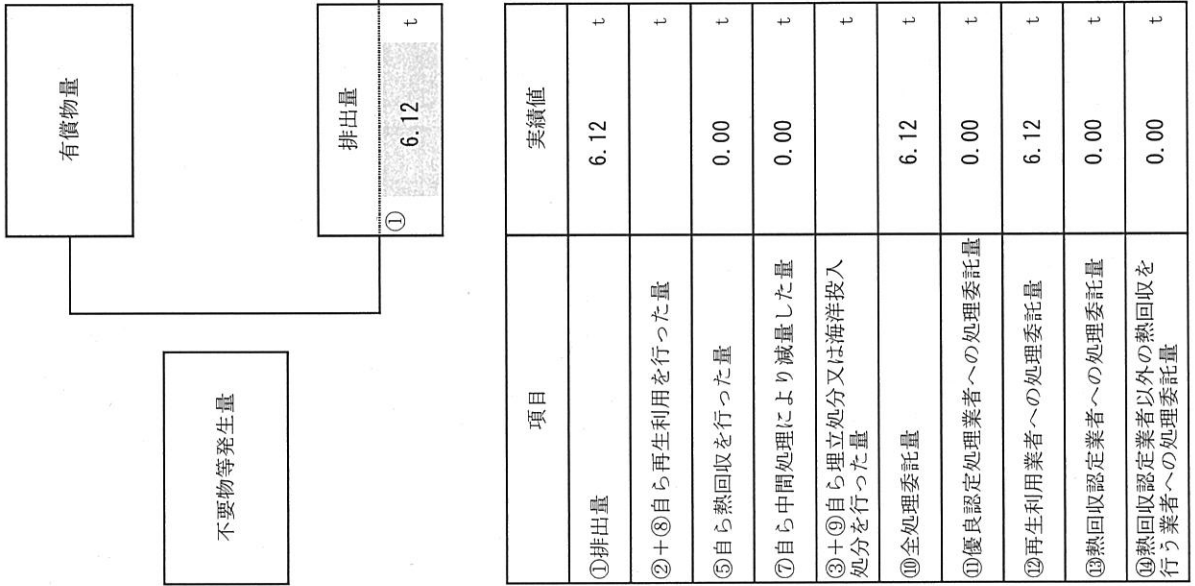 有償物量
不要物等発生量
排出量
① 6.12 t
項目 実績値
①排出量 6.12 t
②+⑧自ら再生利用を行った量 t
⑤自ら熱回収を行った量 0.00 t
⑦自ら中間処理により減量した量 0.00 t
③+⑨自ら埋立処分又は海洋投入
処分を行った量 t
⑩全処理委託量 6.12 t
⑪優良認定処理業者への処理委託量 0.00 t
⑫再生利用業者への処理委託量 6.12 t
⑬熱回収認定業者への処理委託量 0.00 t
⑭熱回収認定業者以外の熱回収を
行う業者への処理委託量 0.00 t